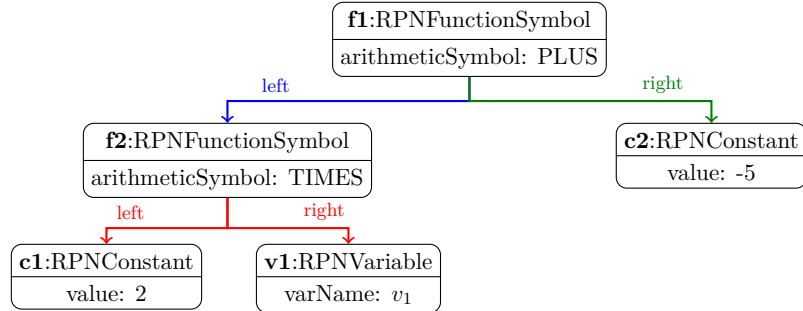 f1:RPNFunctionSymbol
arithmeticSymbol: PLUS
left
right
f2:RPNFunctionSymbol
arithmeticSymbol: TIMES
c2:RPNConstant
value: -5
left
right
c1:RPNConstant
value: 2
v1:RPNVariable
varName: v₁